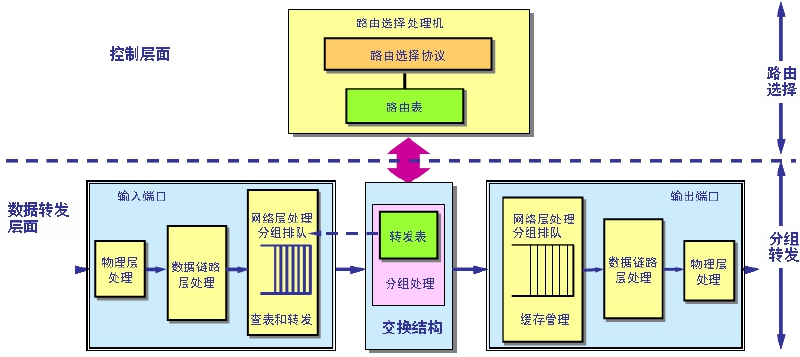 路由选择处理机
控制层面
路由选择协议
路由
选择
路由表
数据转发
层面
输入端口
网络层处理
分组排队
物理层
处理
数据链路
层处理
查表和转发
转发表
分组处理
交换结构
输出端口
网络层处理
分组排队
缓存管理
数据链路
层处理
物理层
处理
分组
转发